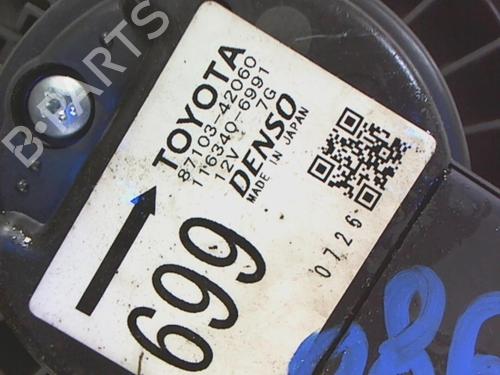 B-PARTS
TOYOTA
87103-42060
116340-6991
12V 7G
DENSO
MADE IN JAPAN
699
0726